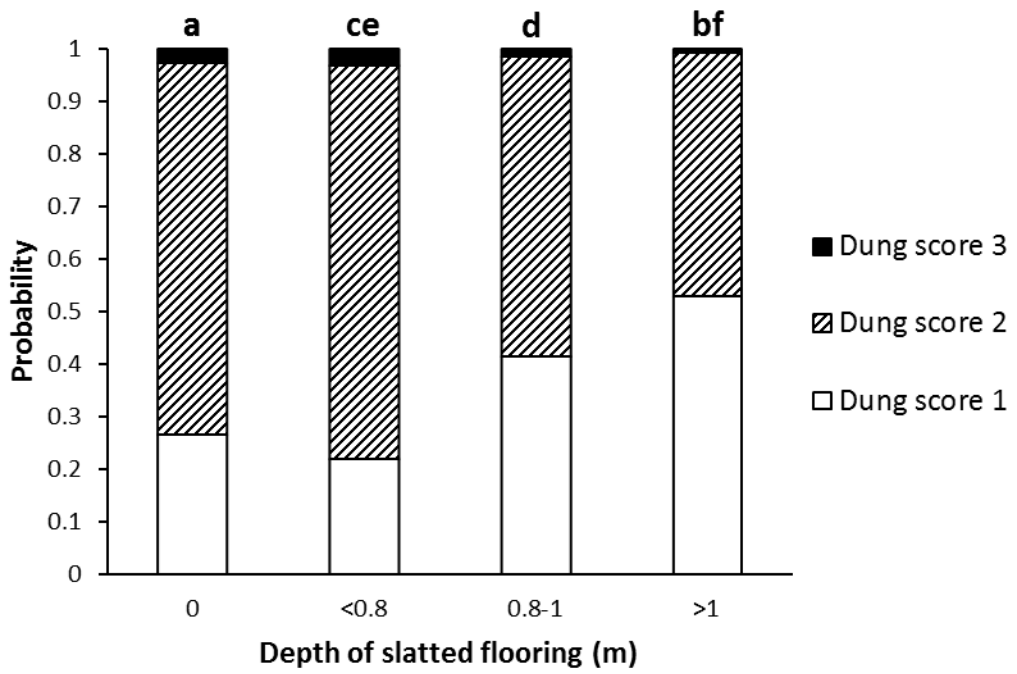 a ce d bf
1
0.9
0.8
0.7
0.6
0.5
0.4
0.3
0.2
0.1
0
Probability
0 <0.8 0.8-1 >1
Depth of slatted flooring (m)
Dung score 3
Dung score 2
Dung score 1